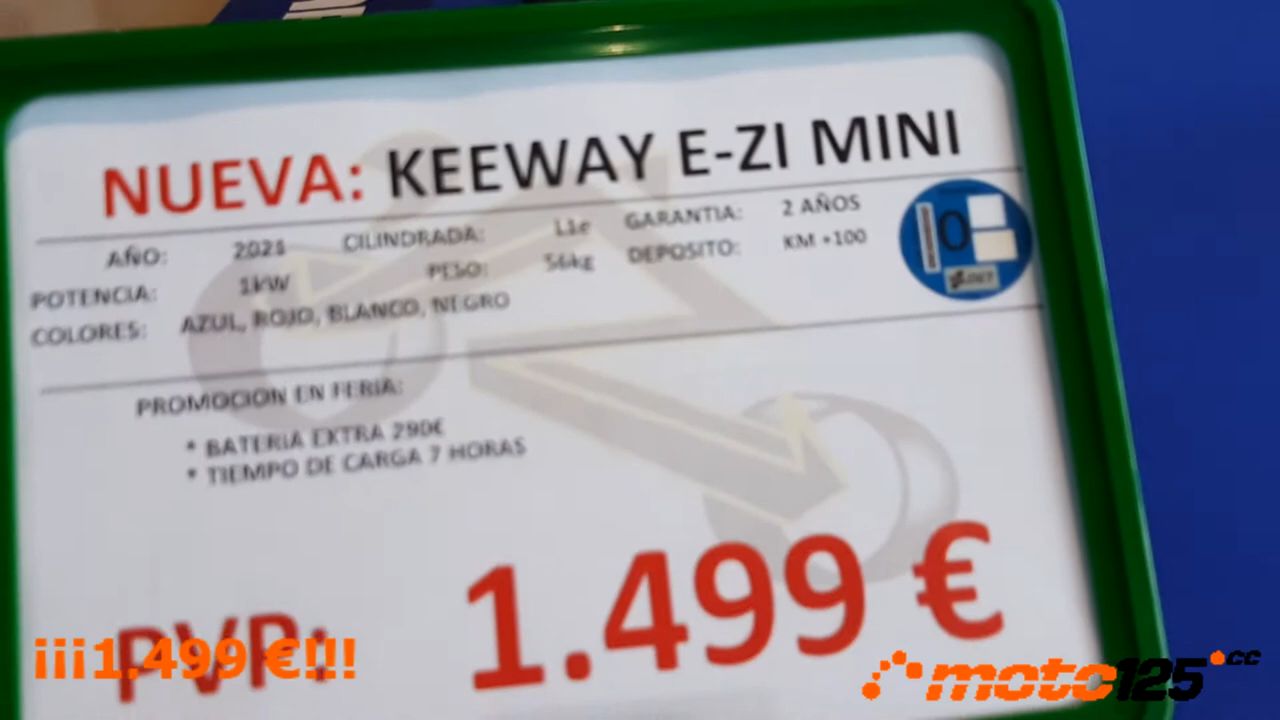 NUEVA: KEEWAY E-ZI MINI
AÑO: 2021 CILINDRADA: L1e GARANTIA: 2 AÑOS
POTENCIA: 1kW PESO: 56kg DEPOSITO: KM +100
COLORES: AZUL, ROJO, BLANCO, NEGRO
0
PROMOCION EN FERIA:
* BATERIA EXTRA 290€
* TIEMPO DE CARGA 7 HORAS
PVP: 1.499 €
¡¡¡1.499 €!!!
moto125.cc